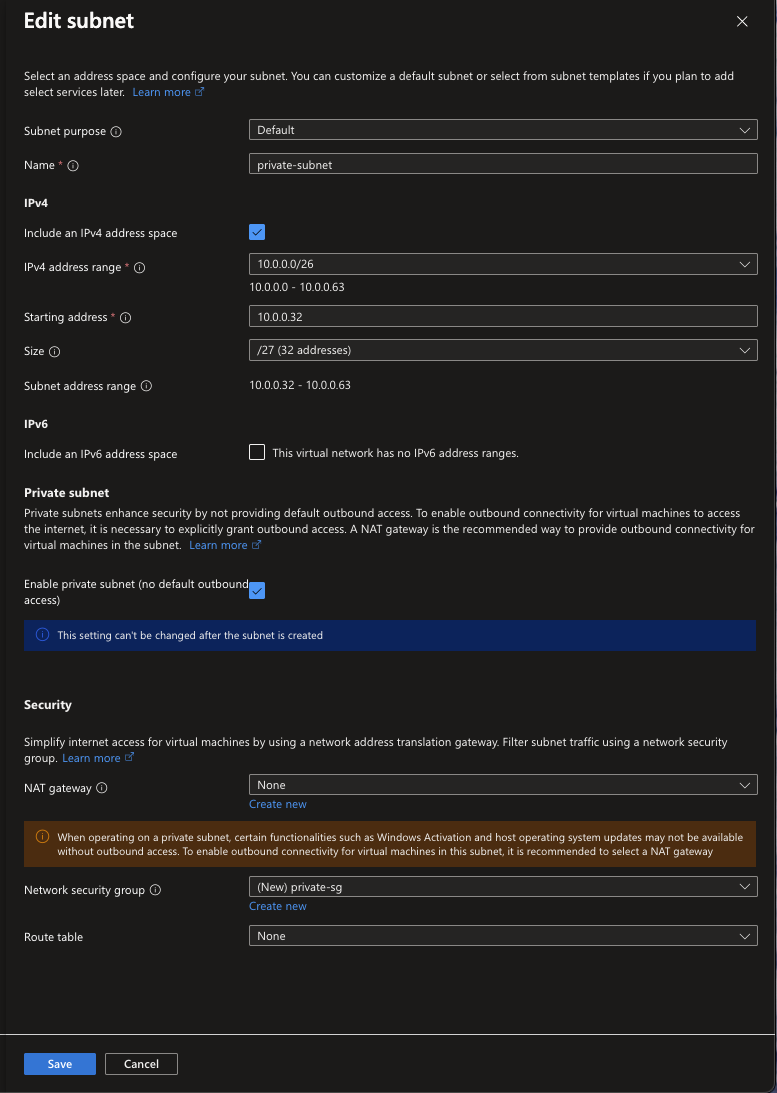 Edit subnet
Select an address space and configure your subnet. You can customize a default subnet or select from subnet templates if you plan to add
select services later. Learn more
Subnet purpose
Default
Name *
private-subnet
IPv4
Include an IPv4 address space
IPv4 address range *
10.0.0.0/26
10.0.0.0 - 10.0.0.63
Starting address *
10.0.0.32
Size
/27 (32 addresses)
Subnet address range
10.0.0.32 - 10.0.0.63
IPv6
Include an IPv6 address space
This virtual network has no IPv6 address ranges.
Private subnet
Private subnets enhance security by not providing default outbound access. To enable outbound connectivity for virtual machines to access
the internet, it is necessary to explicitly grant outbound access. A NAT gateway is the recommended way to provide outbound connectivity for
virtual machines in the subnet. Learn more
Enable private subnet (no default outbound
access)
This setting can't be changed after the subnet is created
Security
Simplify internet access for virtual machines by using a network address translation gateway. Filter subnet traffic using a network security
group. Learn more
NAT gateway
None
Create new
When operating on a private subnet, certain functionalities such as Windows Activation and host operating system updates may not be available
without outbound access. To enable outbound connectivity for virtual machines in this subnet, it is recommended to select a NAT gateway
Network security group
(New) private-sg
Create new
Route table
None
Save
Cancel